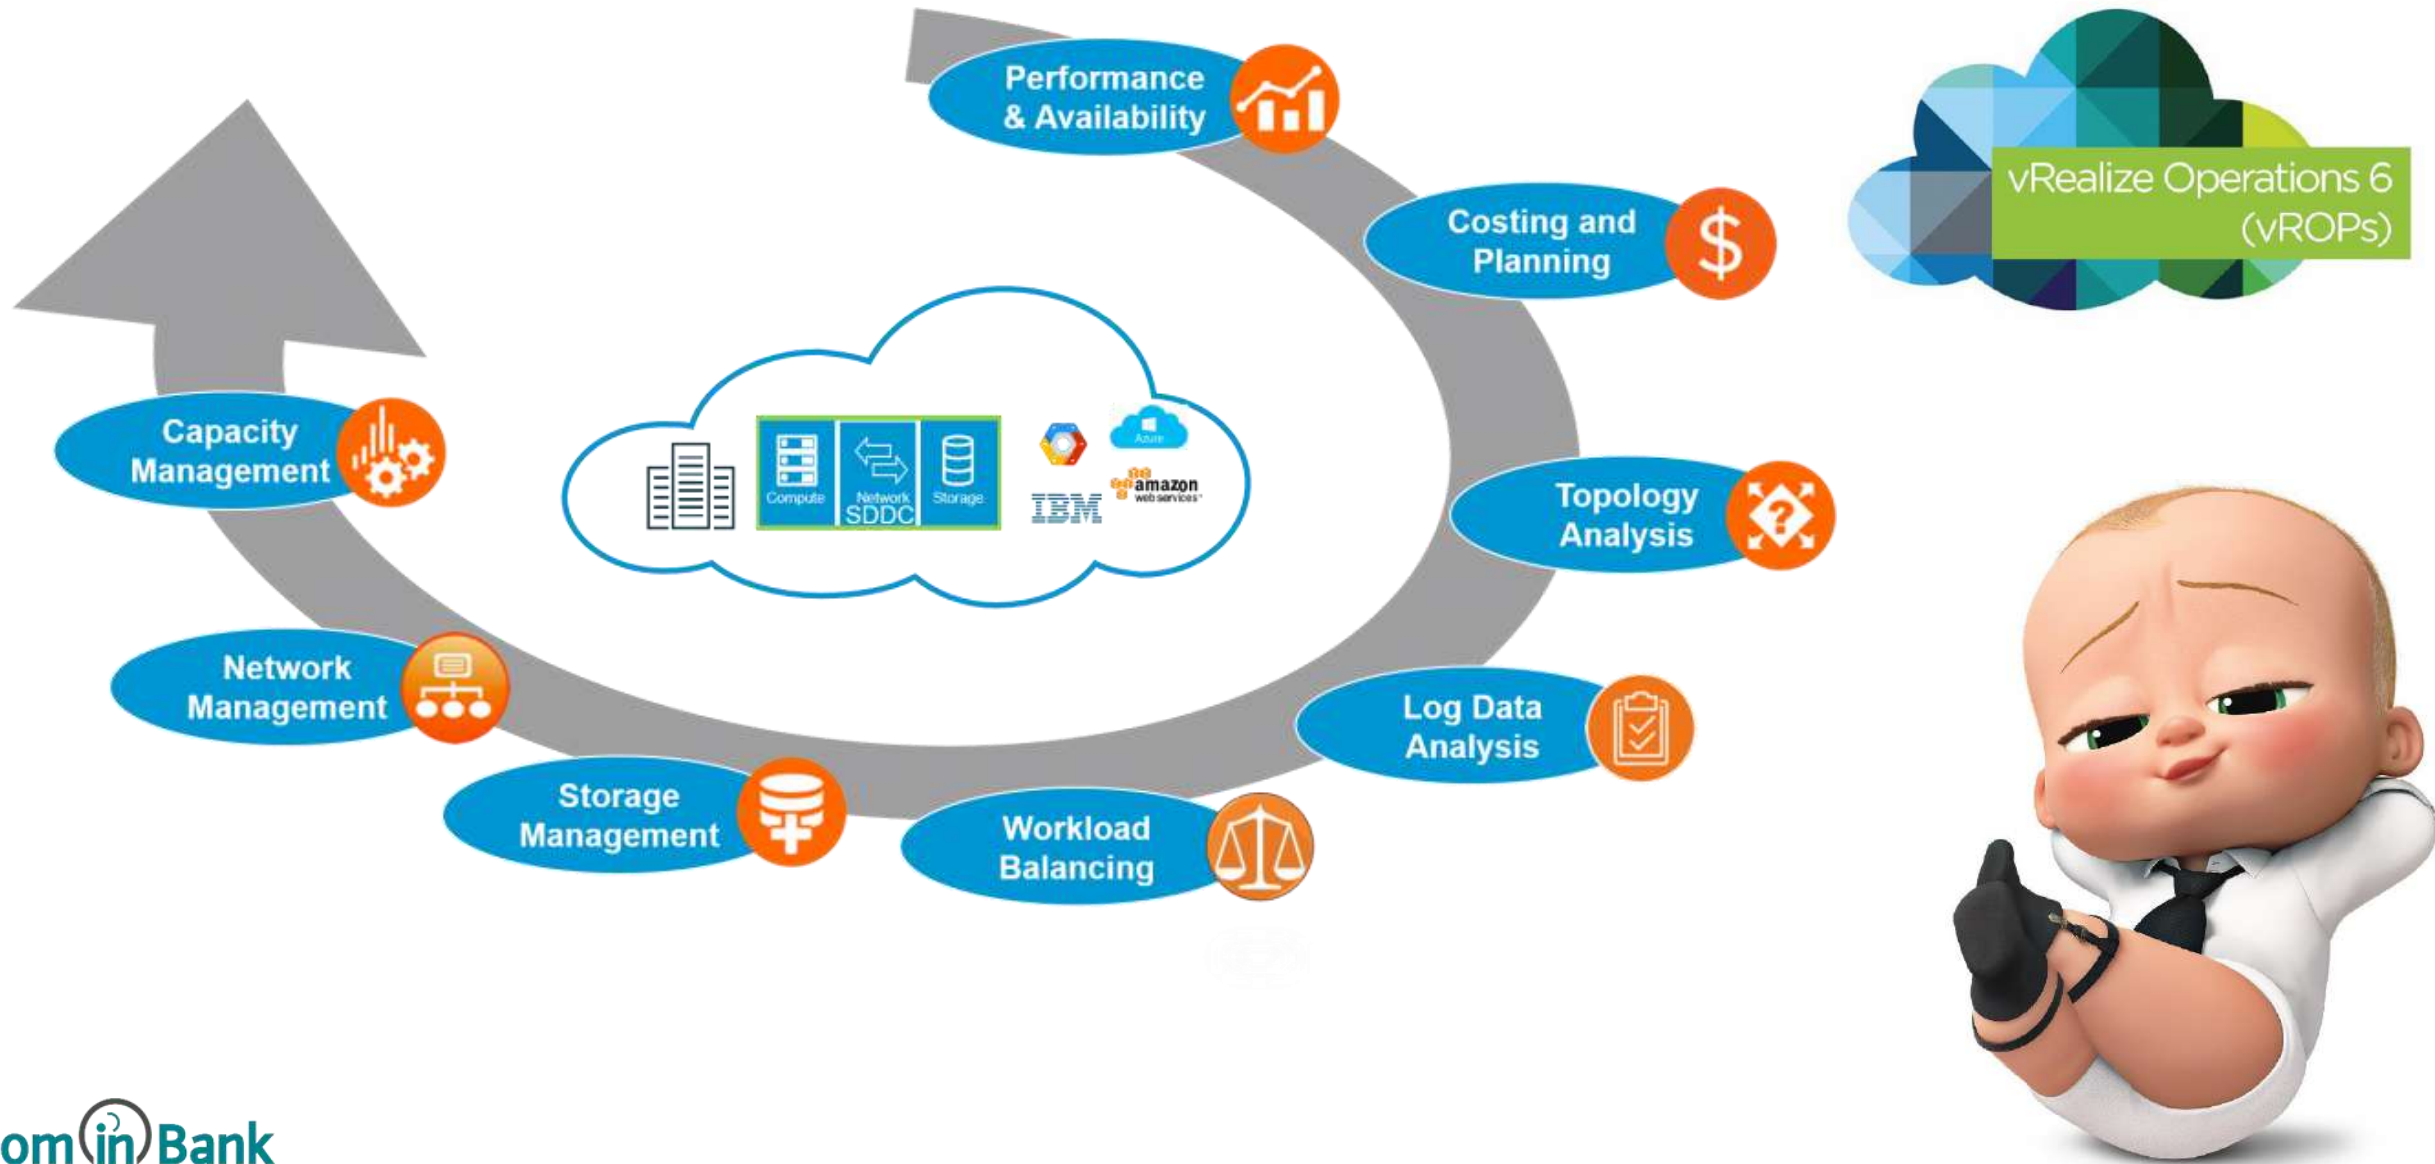 Performance
& Availability
Costing and
Planning
vRealize Operations 6
(vROPs)
Topology
Analysis
Log Data
Analysis
Workload
Balancing
Storage
Management
Network
Management
Capacity
Management
Compute
Network
Storage
SDDC
Azure
amazon
web services
IBM
om in Bank